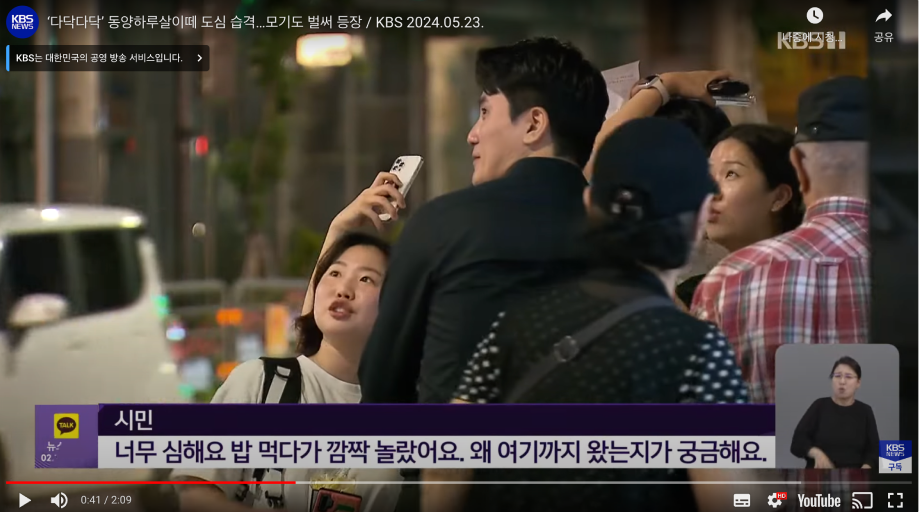 KBS NEWS
'다닥다닥' 동양하루살이떼 도심 습격...모기도 벌써 등장 / KBS 2024.05.23.
공유
KBS는 대한민국의 공영 방송 서비스입니다.
TALK
시민
너무 심해요 밥 먹다가 깜짝 놀랐어요. 왜 여기까지 왔는지가 궁금해요.
KBS NEWS
구독
0:41 / 2:09
HD
YouTube